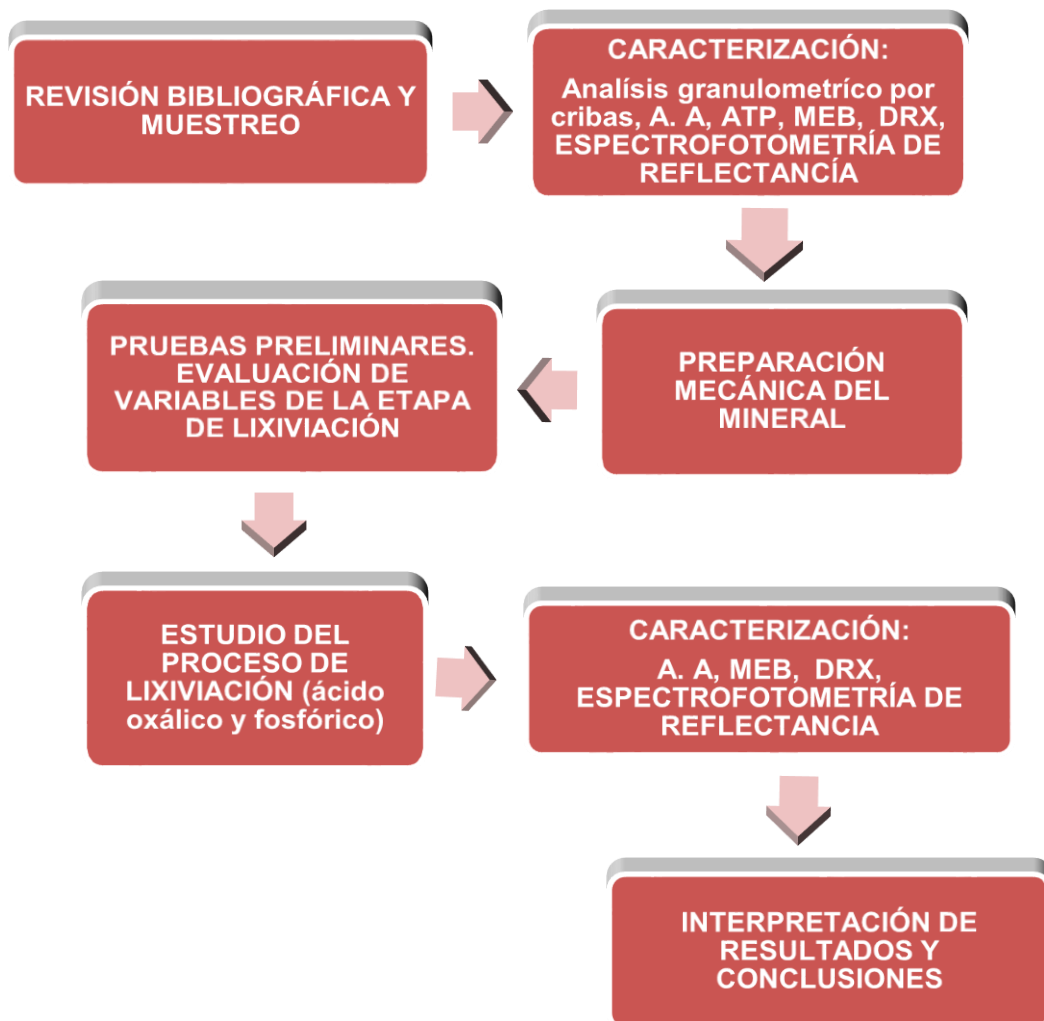 REVISIÓN BIBLIOGRÁFICA Y
MUESTREO
CARACTERIZACIÓN:
Analísis granulometríco por
cribas, A. A, ATP, MEB, DRX,
ESPECTROFOTOMETRÍA DE
REFLECTANCÍA
PRUEBAS PRELIMINARES.
EVALUACIÓN DE
VARIABLES DE LA ETAPA
DE LIXIVIACIÓN
PREPARACIÓN
MECÁNICA DEL
MINERAL
ESTUDIO DEL
PROCESO DE
LIXIVIACIÓN (ácido
oxálico y fosfórico)
CARACTERIZACIÓN:
A. A, MEB, DRX,
ESPECTROFOTOMETRÍA DE
REFLECTANCIA
INTERPRETACIÓN DE
RESULTADOS Y
CONCLUSIONES